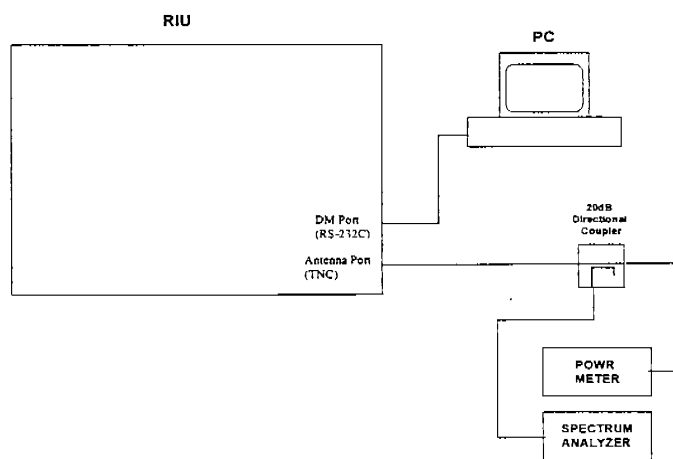 RIU
PC
DM Port
(RS-232C)
20dB
Directional
Coupler
Antenna Port
(TNC)
POWR
METER
SPECTRUM
ANALYZER